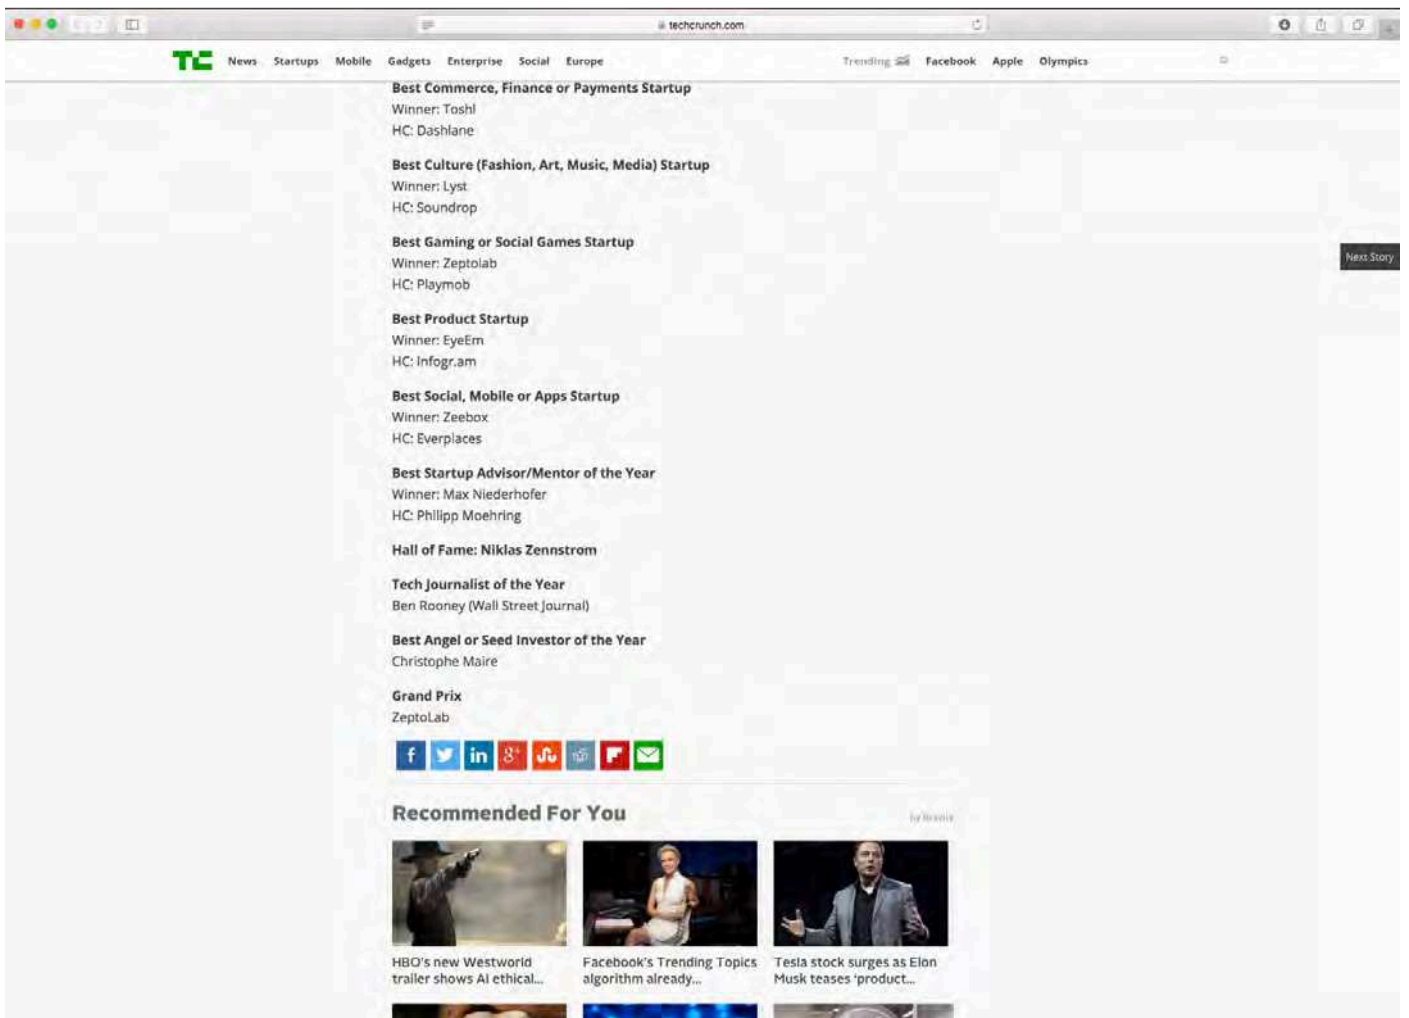 techcrunch.com
TC News Startups Mobile Gadgets Enterprise Social Europe Trending Facebook Apple Olympics
Best Commerce, Finance or Payments Startup
Winner: Toshl
HC: Dashlane
Best Culture (Fashion, Art, Music, Media) Startup
Winner: Lyst
HC: Soundrop
Best Gaming or Social Games Startup
Winner: Zeptolab
HC: Playmob
Next Story
Best Product Startup
Winner: EyeEm
HC: Infogr.am
Best Social, Mobile or Apps Startup
Winner: Zeebox
HC: Everplaces
Best Startup Advisor/Mentor of the Year
Winner: Max Niederhofer
HC: Philipp Moehring
Hall of Fame: Niklas Zennstrom
Tech Journalist of the Year
Ben Rooney (Wall Street Journal)
Best Angel or Seed Investor of the Year
Christophe Maire
Grand Prix
ZeptoLab
Recommended For You
HBO's new Westworld
trailer shows AI ethical...
Facebook's Trending Topics
algorithm already...
Tesla stock surges as Elon
Musk teases 'product...